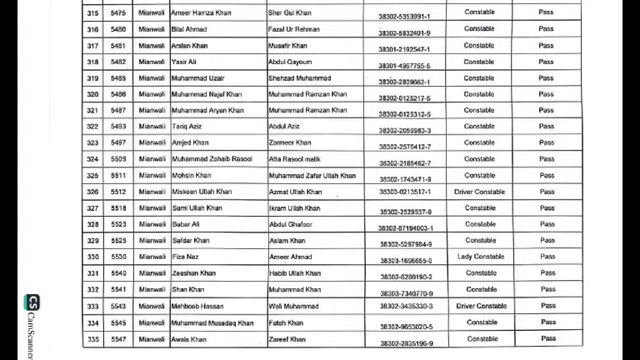 315 5475 Mianwali Ameer Hamza Khan Sher Gul Khan 38302-5353991-1 Constable Pass
316 5480 Mianwali Bilal Ahmad Fazal Ur Rehman 38302-5832401-9 Constable Pass
317 5481 Mianwali Arslan Khan Musafir Khan 38301-2192547-1 Constable Pass
318 5482 Mianwali Yasir Ali Abdul Qayoum 38301-4957755-5 Constable Pass
319 5485 Mianwali Muhammad Uzair Shehzad Muhammad 38302-2809662-1 Constable Pass
320 5486 Mianwali Muhammad Najaf Khan Muhammad Ramzan Khan 38302-0125217-5 Constable Pass
321 5487 Mianwali Muhammad Aryan Khan Muhammad Ramzan Khan 38302-0125312-5 Constable Pass
322 5493 Mianwali Tariq Aziz Abdul Aziz 38302-2059983-3 Constable Pass
323 5497 Mianwali Amjed Khan Zameer Khan 38302-2570412-7 Constable Pass
324 5509 Mianwali Muhammad Zohaib Rasool Atta Rasool malik 38302-2185462-7 Constable Pass
325 5511 Mianwali Mohsin Khan Muhammad Zafar Ullah Khan 38302-1743471-9 Constable Pass
326 5512 Mianwali Miskeen Ullah Khan Azmat Ullah Khan 38303-0213517-1 Driver Constable Pass
327 5518 Mianwali Sami Ullah Khan Ikram Ullah Khan 38302-2529537-9 Constable Pass
328 5523 Mianwali Babar Ali Abdul Ghafoor 38302-87194003-1 Constable Pass
329 5525 Mianwali Safdar Khan Aslam Khan 38302-5297984-9 Constable Pass
330 5530 Mianwali Fiza Naz Ameer Ahmad 38303-1696655-0 Lady Constable Pass
331 5540 Mianwali Zeeshan Khan Habib Ullah Khan 38302-6280190-2 Constable Pass
332 5541 Mianwali Shan Khan Muhammad Khan 38303-7340770-9 Constable Pass
333 5543 Mianwali Mehboob Hassan Wali Muhammad 38302-3435330-3 Driver Constable Pass
334 5545 Mianwali Muhammad Musadaq Khan Fateh Khan 38302-9653020-5 Constable Pass
335 5547 Mianwali Awais Khan Zareef Khan 38302-2835196-9 Constable Pass
CS CamScanner